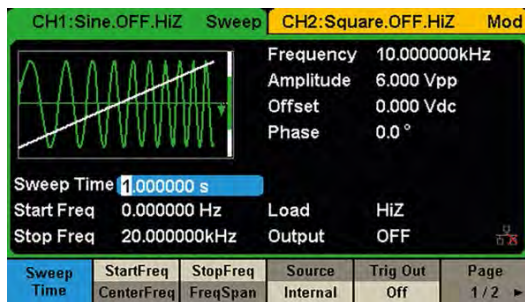 CH1:Sine.OFF.HiZ Sweep CH2:Square.OFF.HiZ Mod
Frequency 10.000000kHz
Amplitude 6.000 Vpp
Offset 0.000 Vdc
Phase 0.0 °
Sweep Time 1.000000 s
Start Freq 0.000000 Hz Load HiZ
Stop Freq 20.000000kHz Output OFF
Sweep Time StartFreq CenterFreq StopFreq FreqSpan Source Internal Trig Out Off Page 1/2